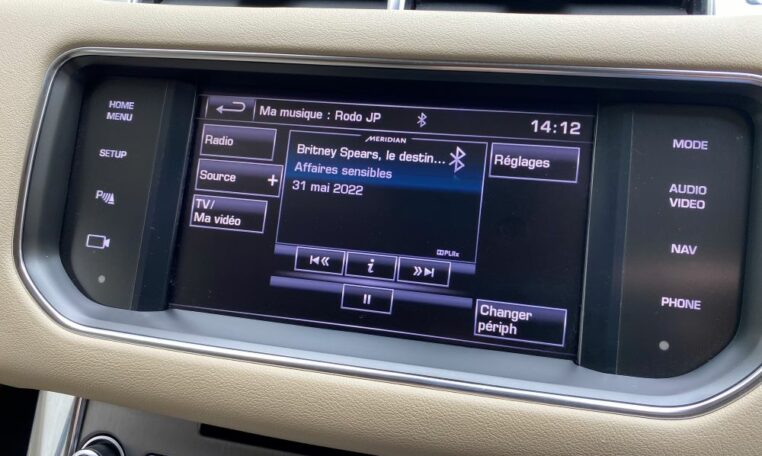 HOME
MENU
SETUP
P
Ma musique : Rodo JP
14:12
Radio
Source +
TV/
Ma vidéo
MERIDIAN
Britney Spears, le destin...
Affaires sensibles
31 mai 2022
PLIIx
i
Réglages
Changer
périph
MODE
AUDIO
VIDEO
NAV
PHONE